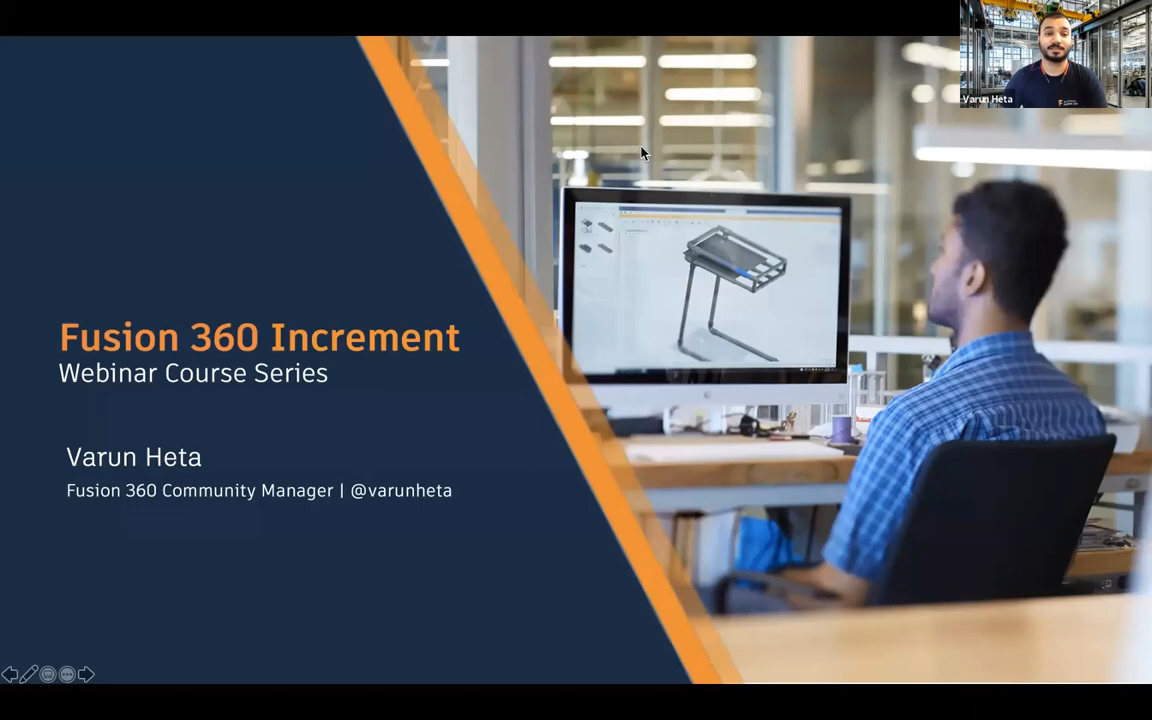 Varun Heta
Fusion 360 Increment
Webinar Course Series
Varun Heta
Fusion 360 Community Manager | @varunheta